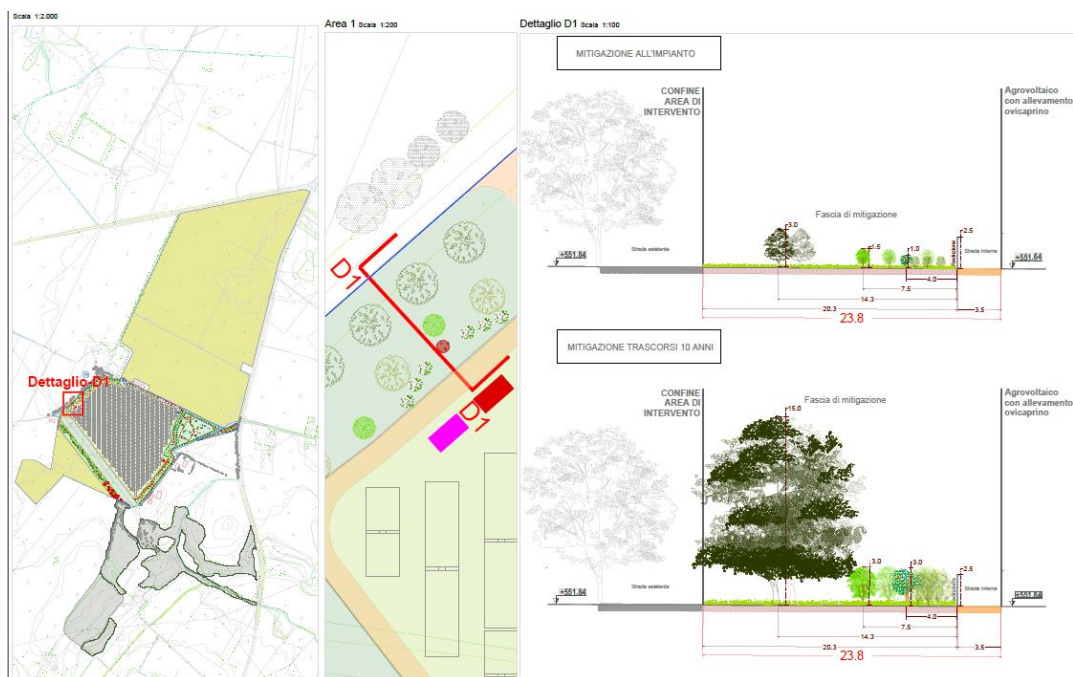 Scala 1:2.000
Dettaglio D1
Area 1 Scala 1:200
D1
D1
Dettaglio D1 Scala 1:100
MITIGAZIONE ALL'IMPIANTO
CONFINE
AREA DI
INTERVENTO
Agrovoltaico
con allevamento
ovicaprino
Fascia di mitigazione
3.0
1.5
1.0
2.5
Strada esistente
Strada interna
+551.84
+551.64
4.0
7.5
14.3
20.3
3.5
23.8
MITIGAZIONE TRASCORSI 10 ANNI
CONFINE
AREA DI
INTERVENTO
Agrovoltaico
con allevamento
ovicaprino
Fascia di mitigazione
15.0
3.0
3.0
2.5
Strada esistente
Strada interna
+551.84
+551.64
4.0
7.5
14.3
20.3
3.5
23.8